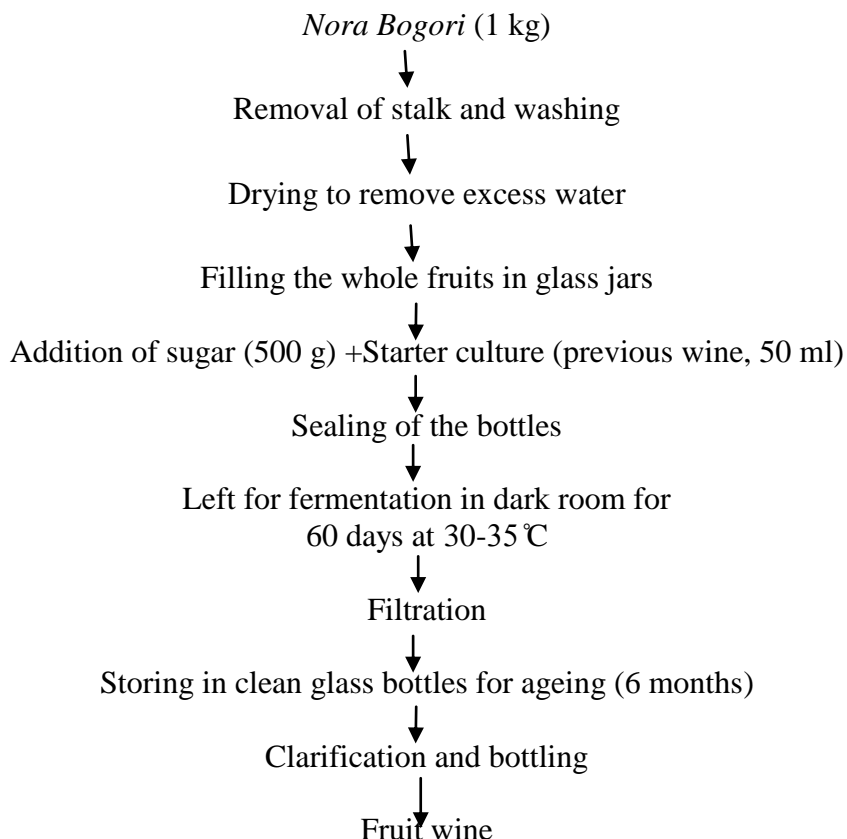 Nora Bogori (1 kg)
Removal of stalk and washing
Drying to remove excess water
Filling the whole fruits in glass jars
Addition of sugar (500 g) +Starter culture (previous wine, 50 ml)
Sealing of the bottles
Left for fermentation in dark room for
60 days at 30-35℃
Filtration
Storing in clean glass bottles for ageing (6 months)
Clarification and bottling
Fruit wine